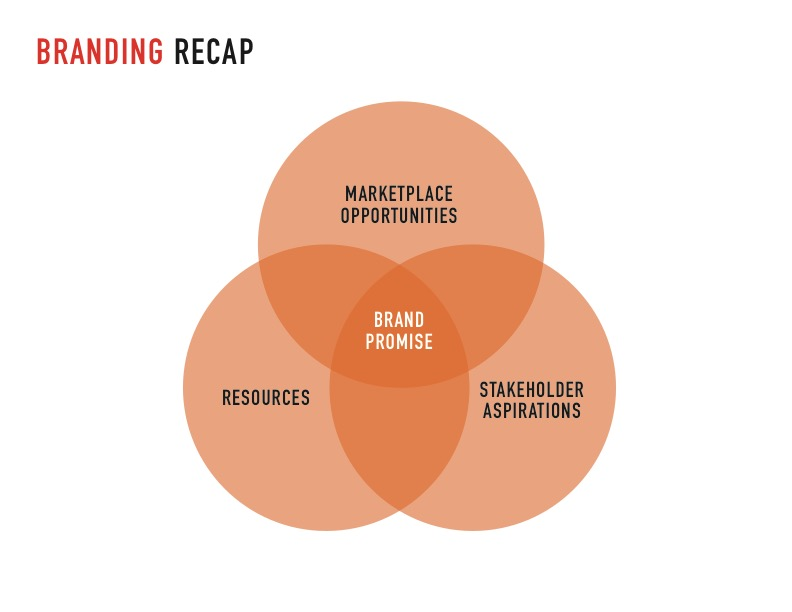 BRANDING RECAP
MARKETPLACE
OPPORTUNITIES
BRAND
PROMISE
RESOURCES
STAKEHOLDER
ASPIRATIONS